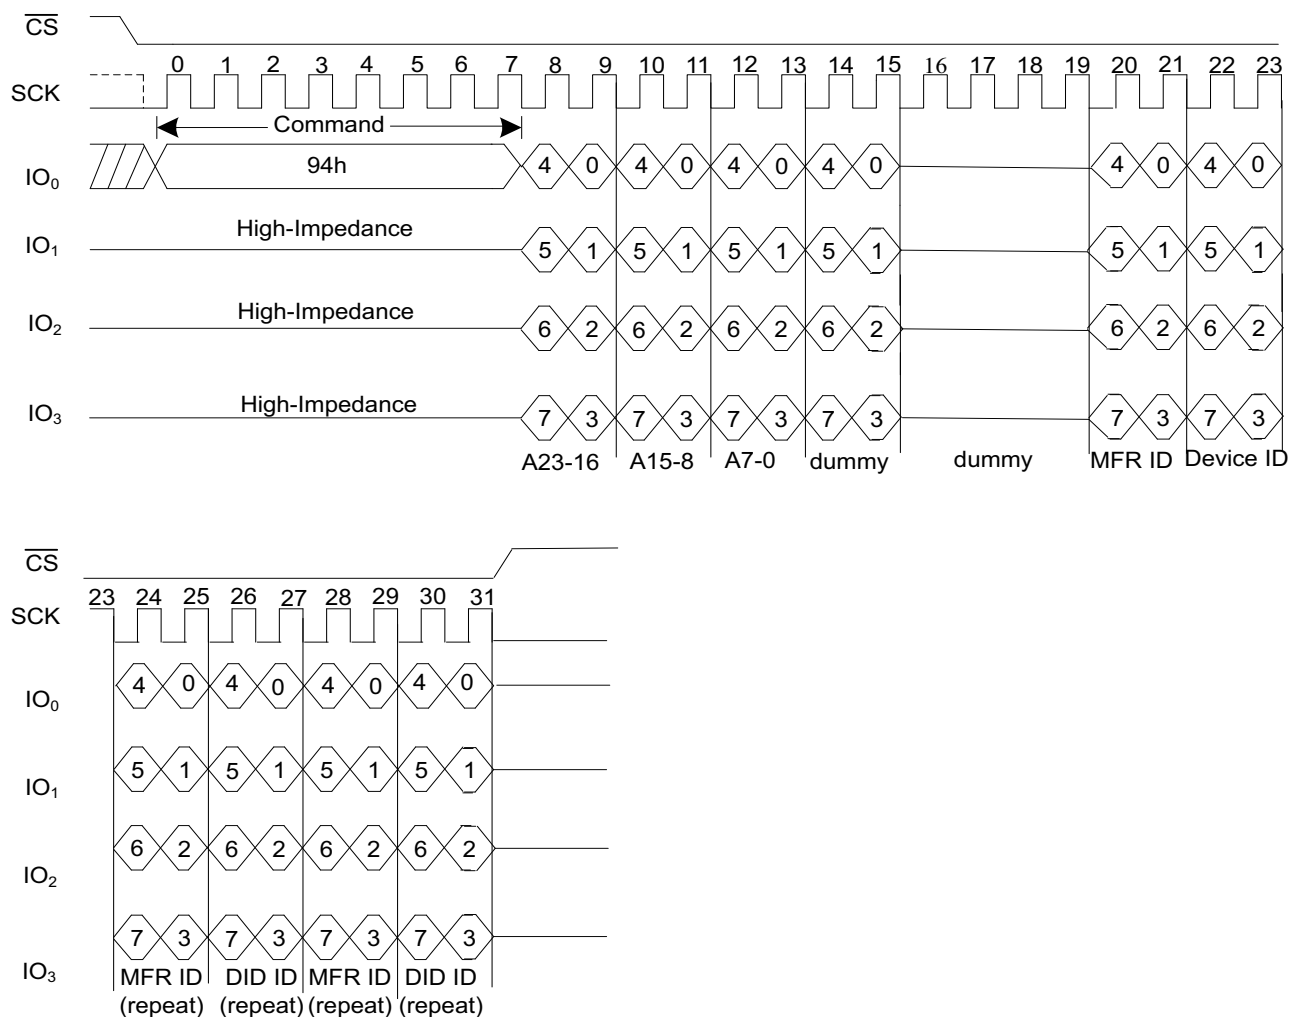 CS
0 1 2 3 4 5 6 7 8 9 10 11 12 13 14 15 16 17 18 19 20 21 22 23
SCK
Command
IO0 94h 4 0 4 0 4 0 4 0 4 0 4 0
IO1 High-Impedance 5 1 5 1 5 1 5 1 5 1 5 1
IO2 High-Impedance 6 2 6 2 6 2 6 2 6 2 6 2
IO3 High-Impedance 7 3 7 3 7 3 7 3 7 3 7 3
A23-16 A15-8 A7-0 dummy dummy MFR ID Device ID
CS
23 24 25 26 27 28 29 30 31
SCK
IO0 4 0 4 0 4 0 4 0
IO1 5 1 5 1 5 1 5 1
IO2 6 2 6 2 6 2 6 2
IO3 7 3 7 3 7 3 7 3
MFR ID DID ID MFR ID DID ID
(repeat) (repeat) (repeat) (repeat)